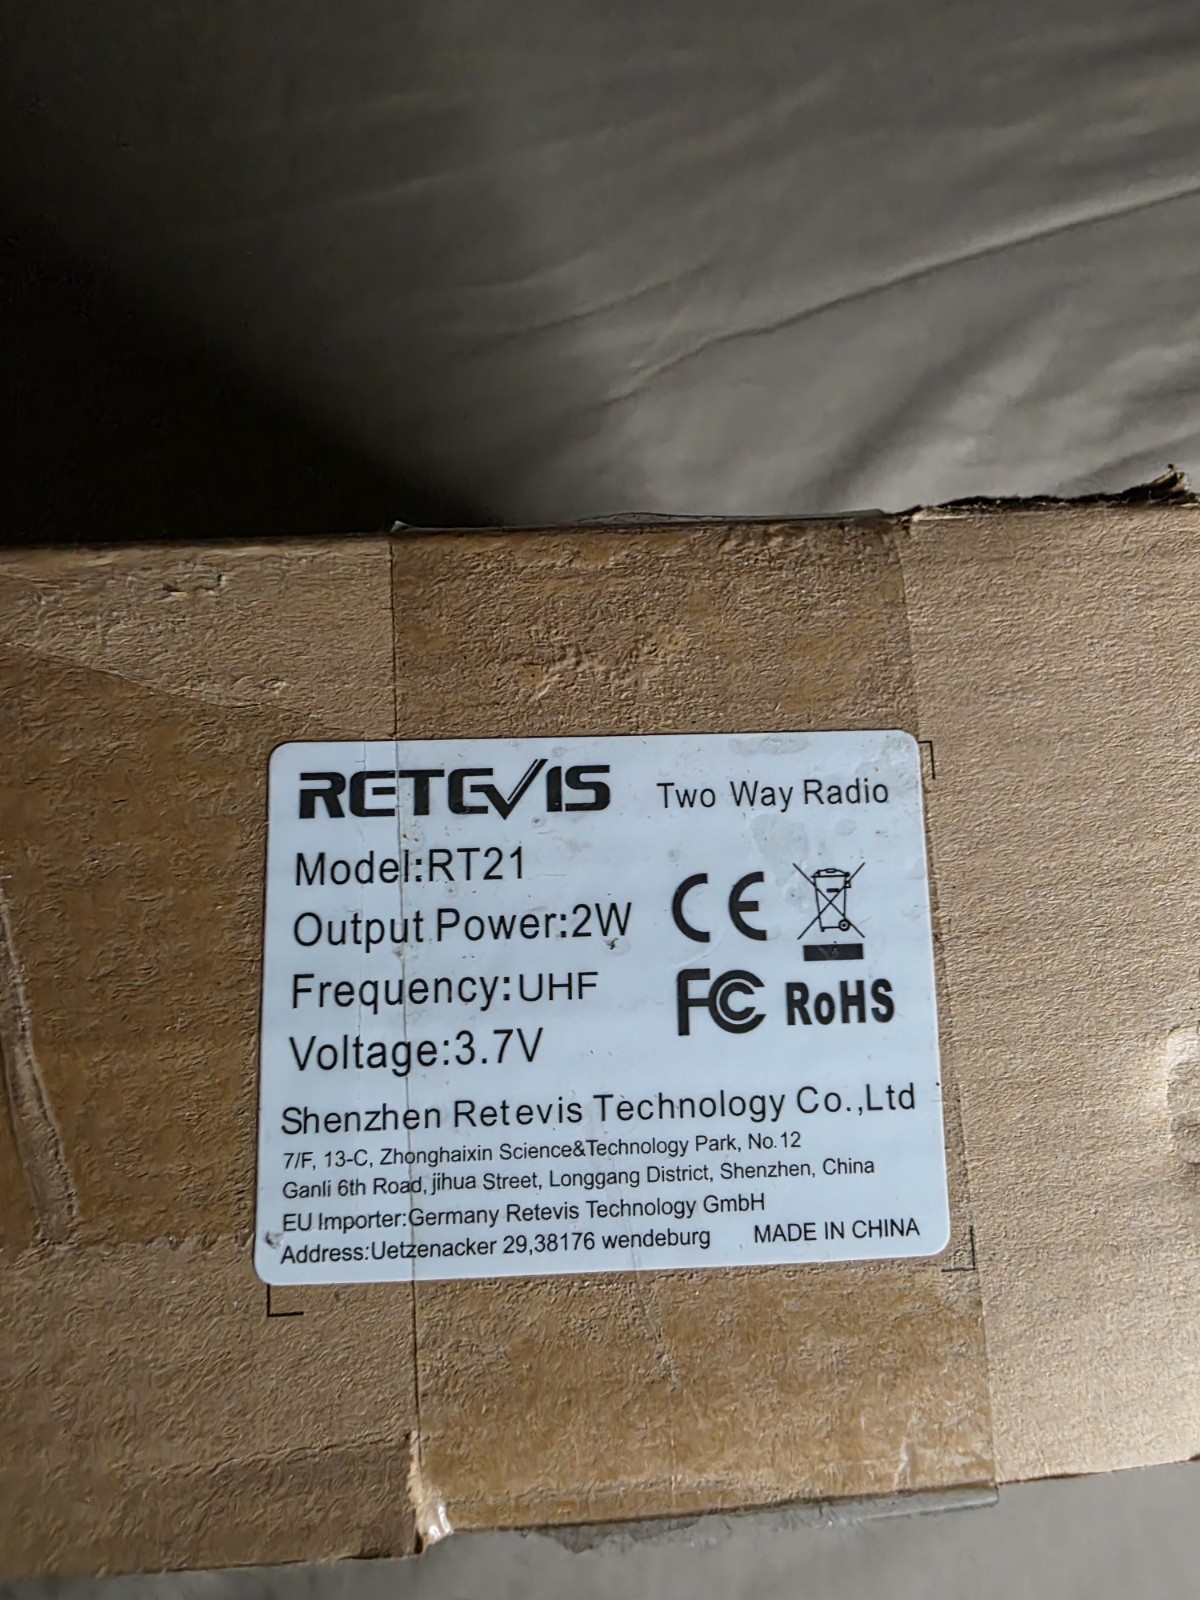 RETEVIS Two Way Radio
Model:RT21
Output Power:2W
Frequency:UHF
Voltage:3.7V
CE
FC RoHS
Shenzhen Retevis Technology Co.,Ltd
7/F, 13-C, Zhonghaixin Science&Technology Park, No.12
Ganli 6th Road, jihua Street, Longgang District, Shenzhen, China
EU Importer:Germany Retevis Technology GmbH
Address:Uetzenacker 29,38176 wendeburg MADE IN CHINA